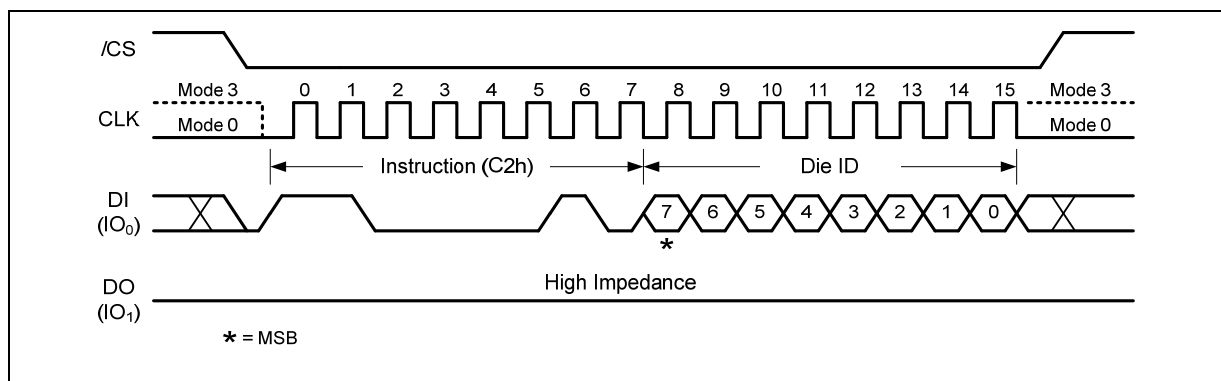 /CS
Mode 3 0 1 2 3 4 5 6 7 8 9 10 11 12 13 14 15 Mode 3
CLK
Mode 0 Mode 0
Instruction (C2h) Die ID
DI
(IO₀)
7 6 5 4 3 2 1 0
*
High Impedance
DO
(IO₁)
* = MSB